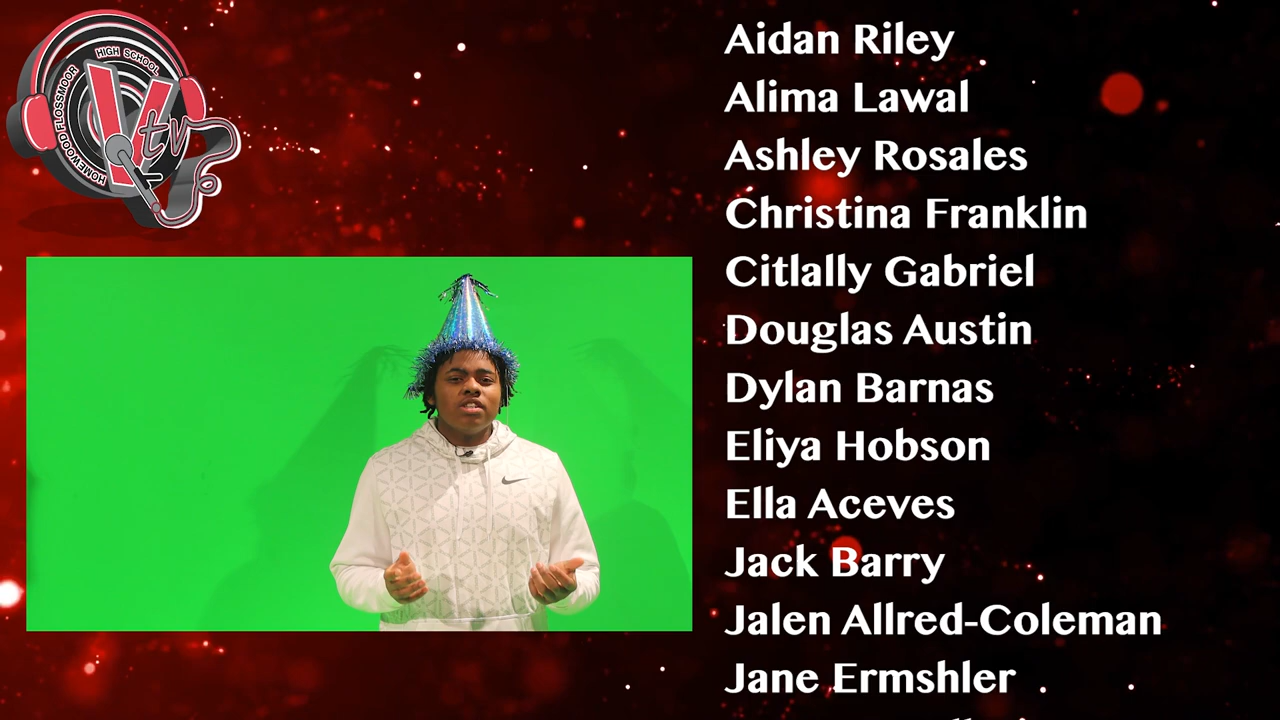 HOMEWOOD FLOSSMOOR HIGH SCHOOL
V
tv
Aidan Riley
Alima Lawal
Ashley Rosales
Christina Franklin
Citlally Gabriel
Douglas Austin
Dylan Barnas
Eliya Hobson
Ella Aceves
Jack Barry
Jalen Allred-Coleman
Jane Ermshler